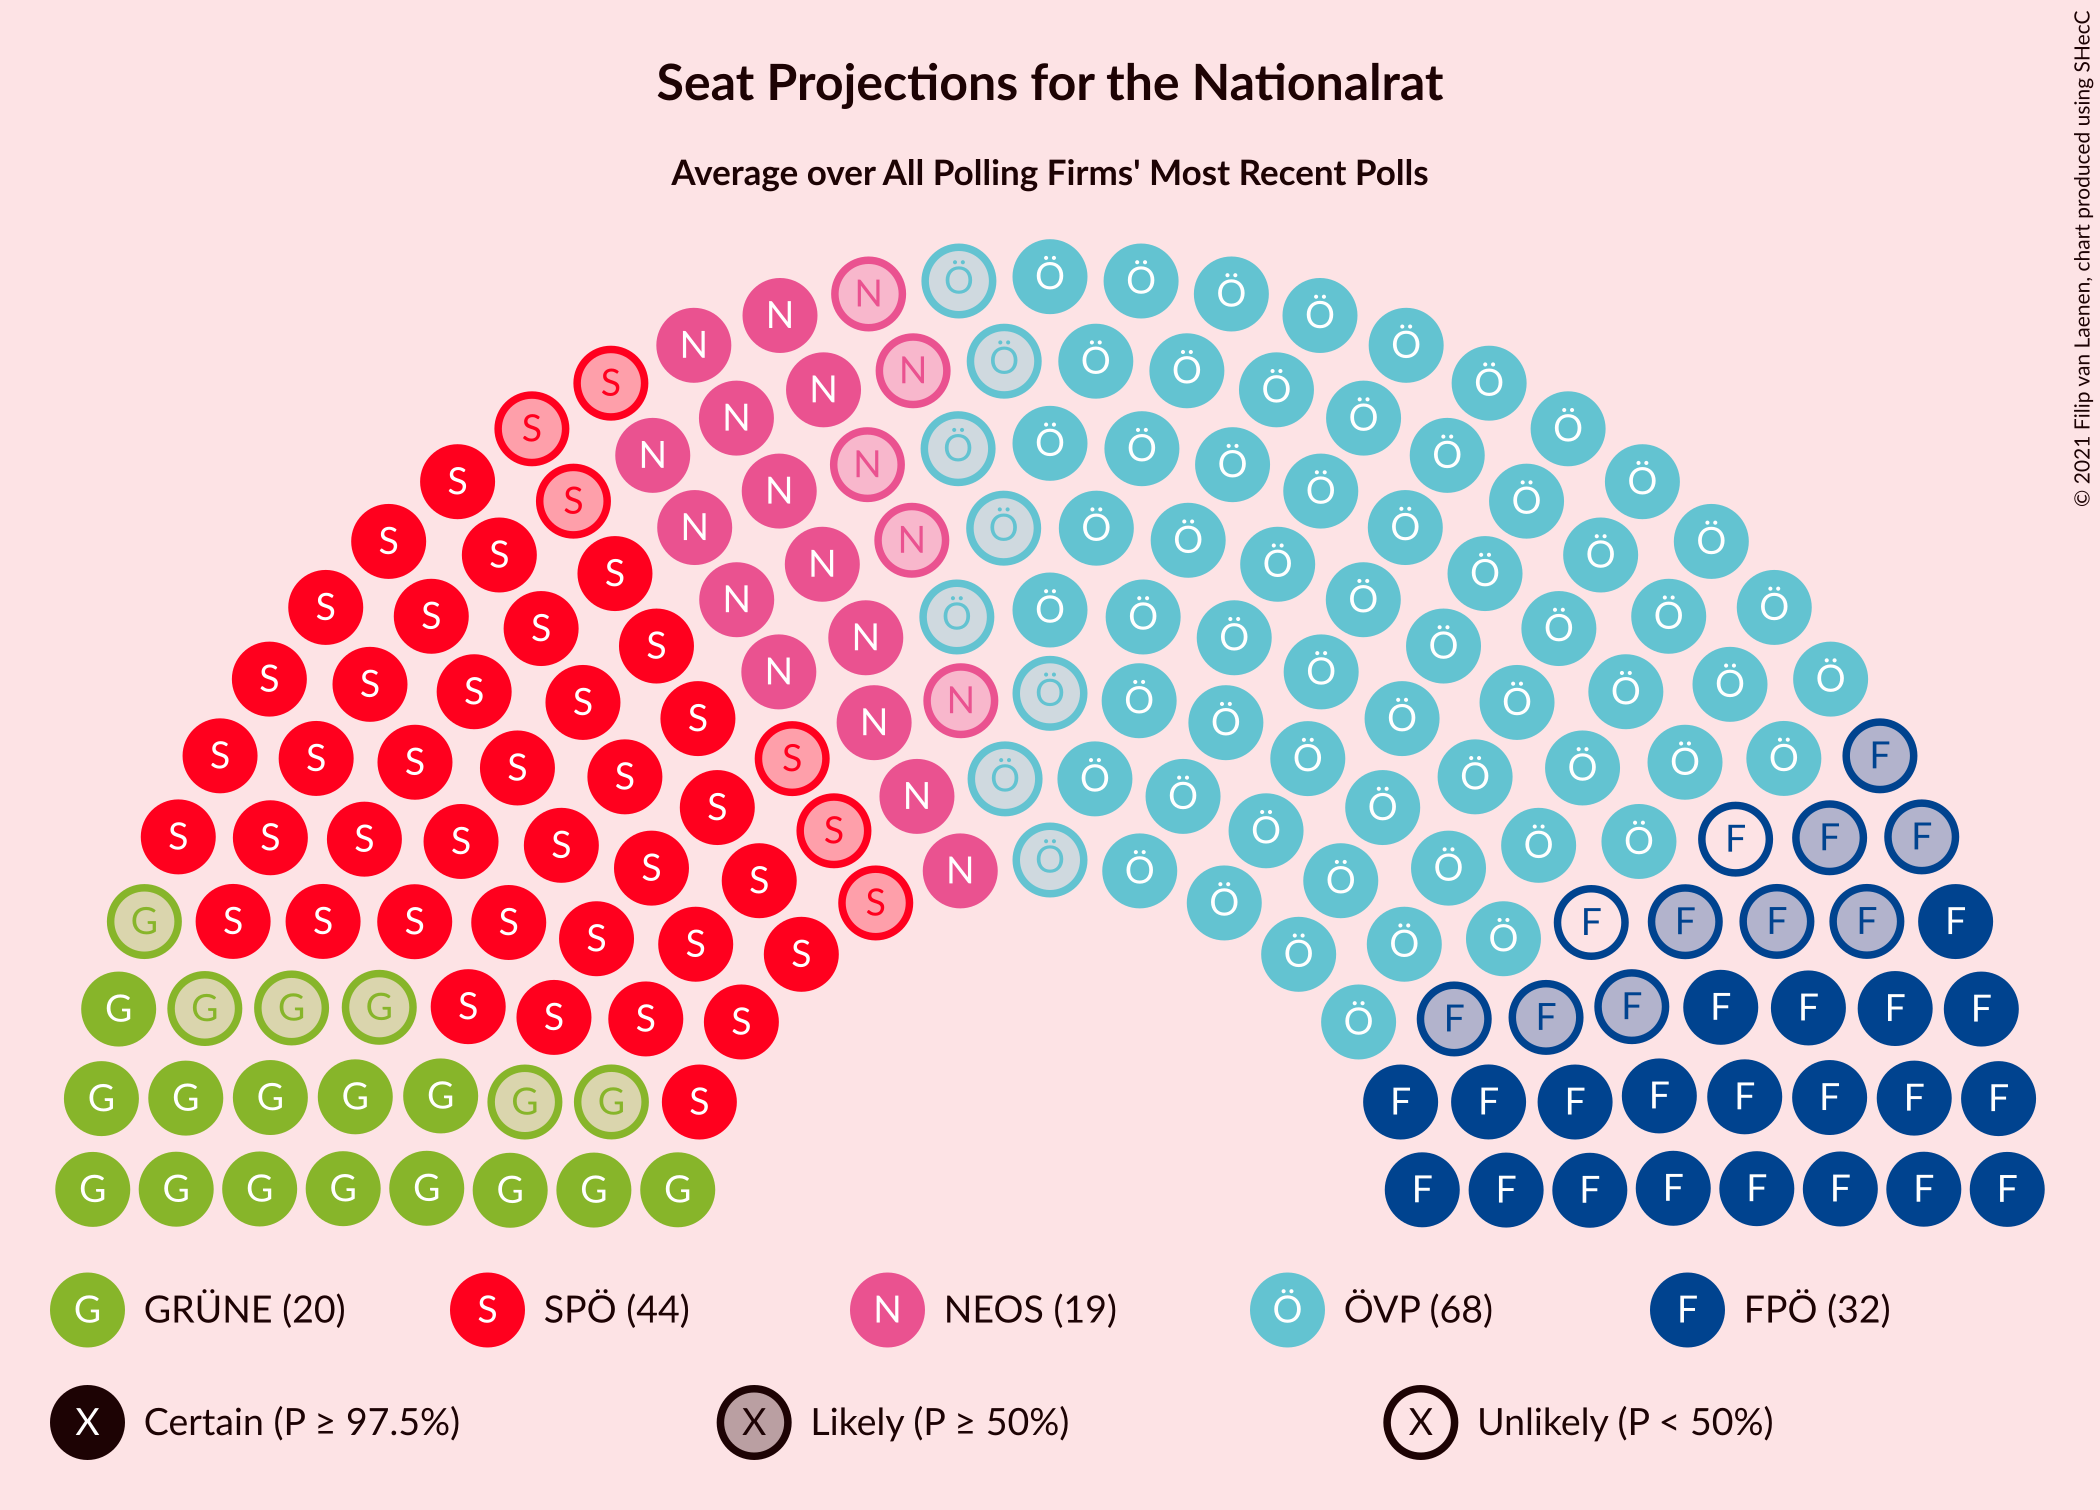 Seat Projections for the Nationalrat
Average over All Polling Firms' Most Recent Polls
© 2021 Filip van Laenen, chart produced using SHecC
G GRÜNE (20) S SPÖ (44) N NEOS (19) Ö ÖVP (68) F FPÖ (32)
X Certain (P ≥ 97.5%) X Likely (P ≥ 50%) X Unlikely (P < 50%)